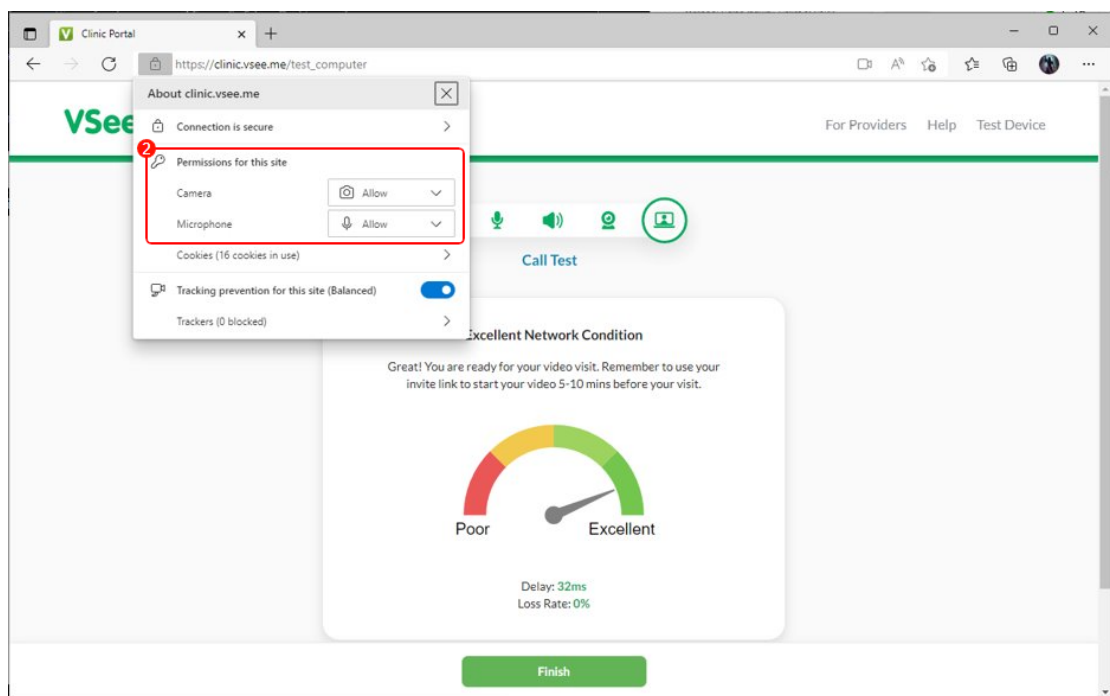 Clinic Portal
https://clinic.vsee.me/test_computer
About clinic.vsee.me
VSee
Connection is secure
For Providers Help Test Device
2
Permissions for this site
Camera Allow
Microphone Allow
Cookies (16 cookies in use)
Call Test
Tracking prevention for this site (Balanced)
Trackers (0 blocked)
Excellent Network Condition
Great! You are ready for your video visit. Remember to use your
invite link to start your video 5-10 mins before your visit.
Poor Excellent
Delay: 32ms
Loss Rate: 0%
Finish